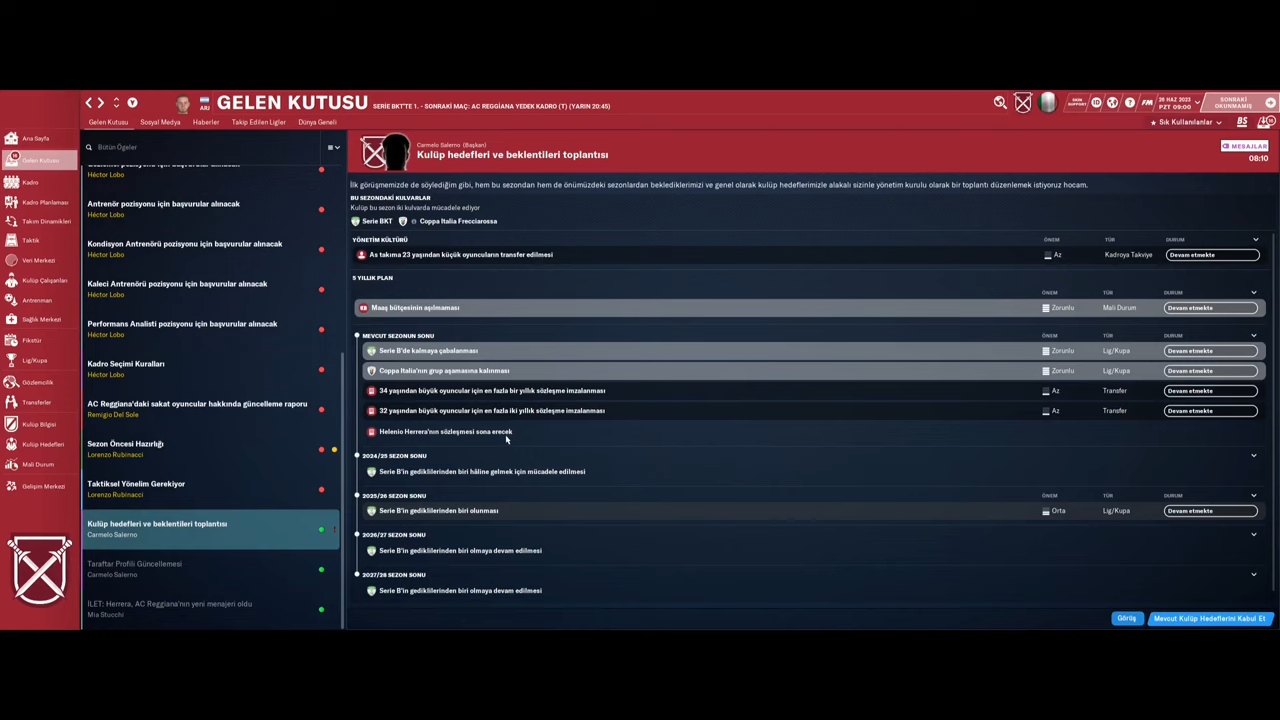 ARJ
GELEN KUTUSU
SERİE BKT'TE 1. - SONRAKİ MAÇ: AC REGGIANA YEDEK KADRO (T) (YARIN 20:45)
FM
26 HAZ 2023
PZT 09:00
SONRAKİ
OKUNMAMIŞ
Gelen Kutusu
Sosyal Medya
Haberler
Takip Edilen Ligler
Dünya Geneli
Sık Kullanılanlar
BS
Ana Sayfa
Gelen Kutusu
Kadro
Kadro Planlaması
Takım Dinamikleri
Taktik
Veri Merkezi
Kulüp Çalışanları
Antrenman
Sağlık Merkezi
Fikstür
Lig/Kupa
Gözlemcilik
Transferler
Kulüp Bilgisi
Kulüp Hedefleri
Mali Durum
Gelişim Merkezi
Bütün Ögeler
Héctor Lobo
Antrenör pozisyonu için başvurular alınacak
Héctor Lobo
Kondisyon Antrenörü pozisyonu için başvurular alınacak
Héctor Lobo
Kaleci Antrenörü pozisyonu için başvurular alınacak
Héctor Lobo
Performans Analisti pozisyonu için başvurular alınacak
Héctor Lobo
Kadro Seçimi Kuralları
Héctor Lobo
AC Reggiana'daki sakat oyuncular hakkında güncelleme raporu
Remigio Del Sole
Sezon Öncesi Hazırlığı
Lorenzo Rubinacci
Taktiksel Yönelim Gerekiyor
Lorenzo Rubinacci
Kulüp hedefleri ve beklentileri toplantısı
Carmelo Salerno
Taraftar Profili Güncellemesi
Carmelo Salerno
İLET: Herrera, AC Reggiana'nın yeni menajeri oldu
Mia Stucchi
Carmelo Salerno (Başkan)
Kulüp hedefleri ve beklentileri toplantısı
MESAJLAR
08:10
İlk görüşmemizde de söylediğim gibi, hem bu sezondan hem de önümüzdeki sezonlardan beklediklerimizi ve genel olarak kulüp hedeflerimizle alakalı sizinle yönetim kurulu olarak bir toplantı düzenlemek istiyoruz hocam.
BU SEZONDAKİ KULVARLAR
Kulüp bu sezon iki kulvarda mücadele ediyor
Serie BKT
Coppa Italia Frecciarossa
YÖNETİM KÜLTÜRÜ ÖNEM TÜR DURUM
As takıma 23 yaşından küçük oyuncuların transfer edilmesi Az Kadroya Takviye Devam etmekte
5 YILLIK PLAN
ÖNEM TÜR DURUM
Maaş bütçesinin aşılmaması Zorunlu Mali Durum Devam etmekte
MEVCUT SEZONUN SONU ÖNEM TÜR DURUM
Serie B'de kalmaya çabalanması Zorunlu Lig/Kupa Devam etmekte
Coppa Italia'nın grup aşamasına kalınması Zorunlu Lig/Kupa Devam etmekte
34 yaşından büyük oyuncular için en fazla bir yıllık sözleşme imzalanması Az Transfer Devam etmekte
32 yaşından büyük oyuncular için en fazla iki yıllık sözleşme imzalanması Az Transfer Devam etmekte
Helenio Herrera'nın sözleşmesi sona erecek
2024/25 SEZON SONU
Serie B'in gediklilerinden biri hâline gelmek için mücadele edilmesi
2025/26 SEZON SONU ÖNEM TÜR DURUM
Serie B'in gediklilerinden biri olunması Orta Lig/Kupa Devam etmekte
2026/27 SEZON SONU
Serie B'in gediklilerinden biri olmaya devam edilmesi
2027/28 SEZON SONU
Serie B'in gediklilerinden biri olmaya devam edilmesi
Görüş
Mevcut Kulüp Hedeflerini Kabul Et